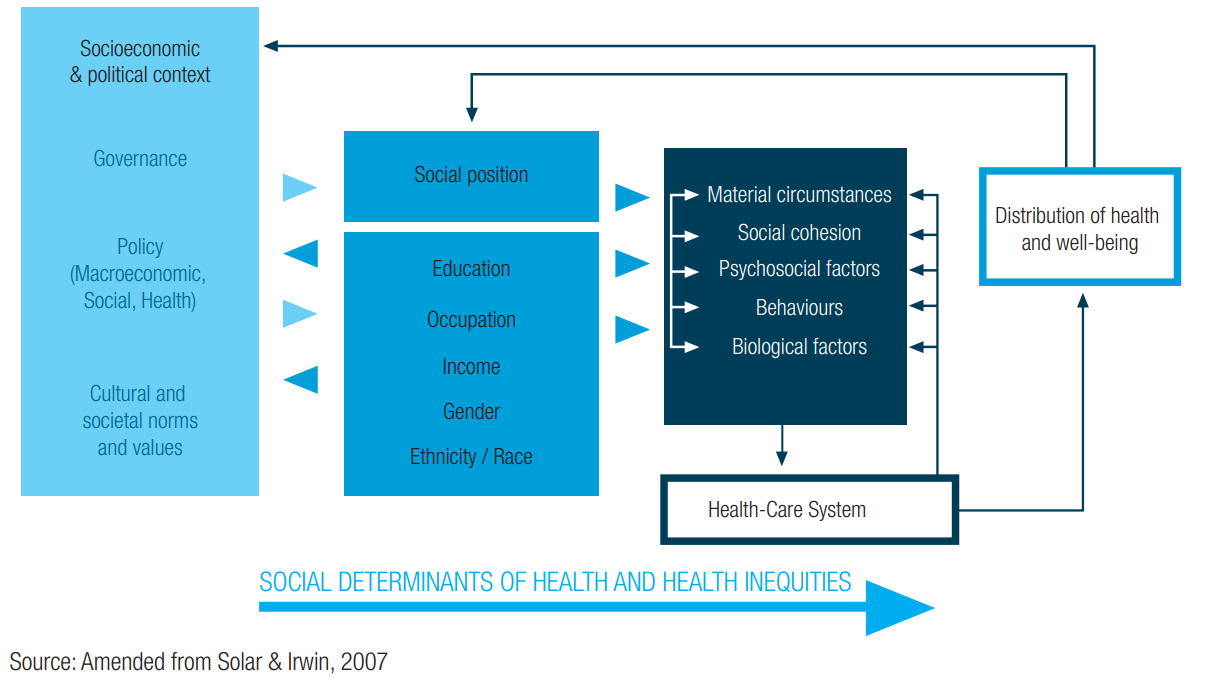 Socioeconomic
& political context
Governance
Policy
(Macroeconomic,
Social, Health)
Cultural and
societal norms
and values
Social position
Education
Occupation
Income
Gender
Ethnicity / Race
Material circumstances
Social cohesion
Psychosocial factors
Behaviours
Biological factors
Health-Care System
Distribution of health
and well-being
SOCIAL DETERMINANTS OF HEALTH AND HEALTH INEQUITIES
Source: Amended from Solar & Irwin, 2007